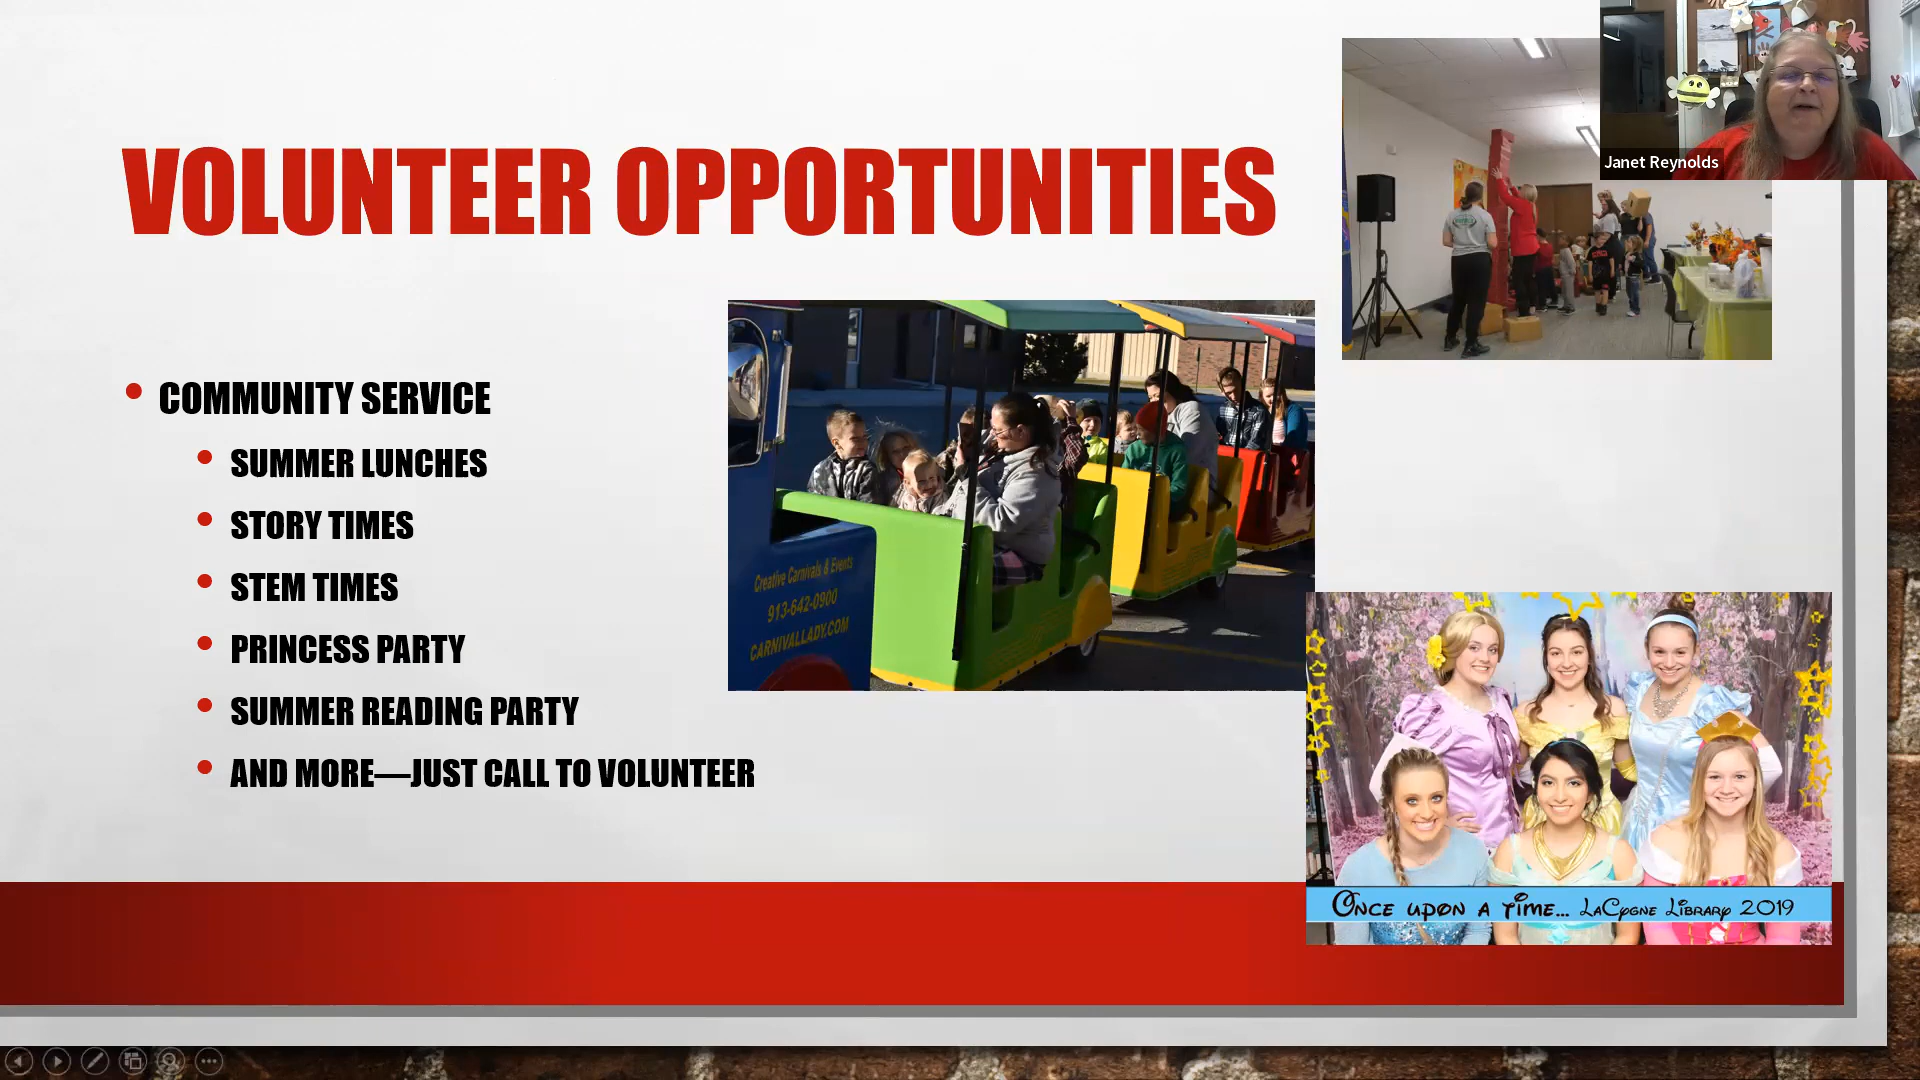 VOLUNTEER OPPORTUNITIES
COMMUNITY SERVICE
SUMMER LUNCHES
STORY TIMES
STEM TIMES
PRINCESS PARTY
SUMMER READING PARTY
AND MORE—JUST CALL TO VOLUNTEER
Creative Carnivals & Events
913-642-0900
CARNIVALLADY.COM
Janet Reynolds
ONCE UPON A TIME... LACYGNE LIBRARY 2019